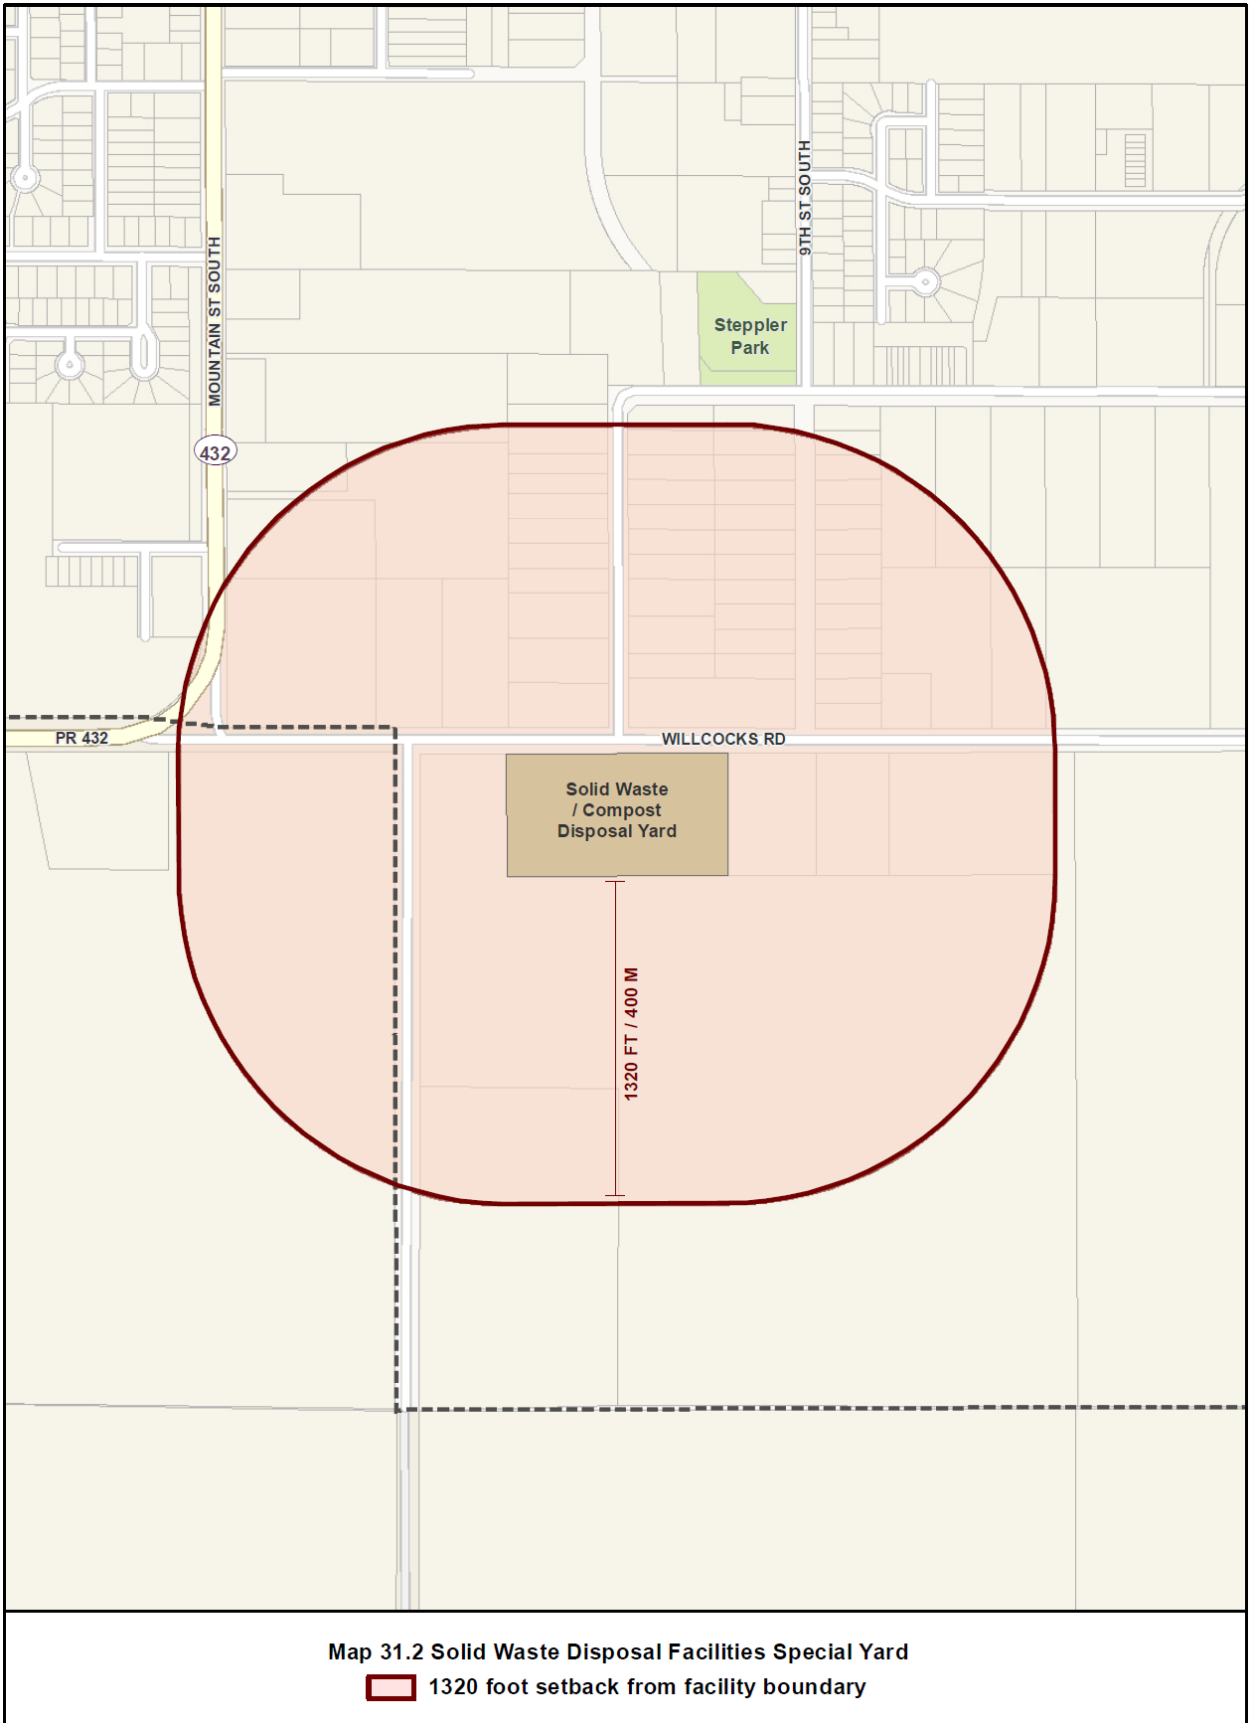 9TH ST SOUTH
MOUNTAIN ST SOUTH
Steppler
Park
432
PR 432
WILLCOCKS RD
Solid Waste
/ Compost
Disposal Yard
1320 FT / 400 M
Map 31.2 Solid Waste Disposal Facilities Special Yard
1320 foot setback from facility boundary